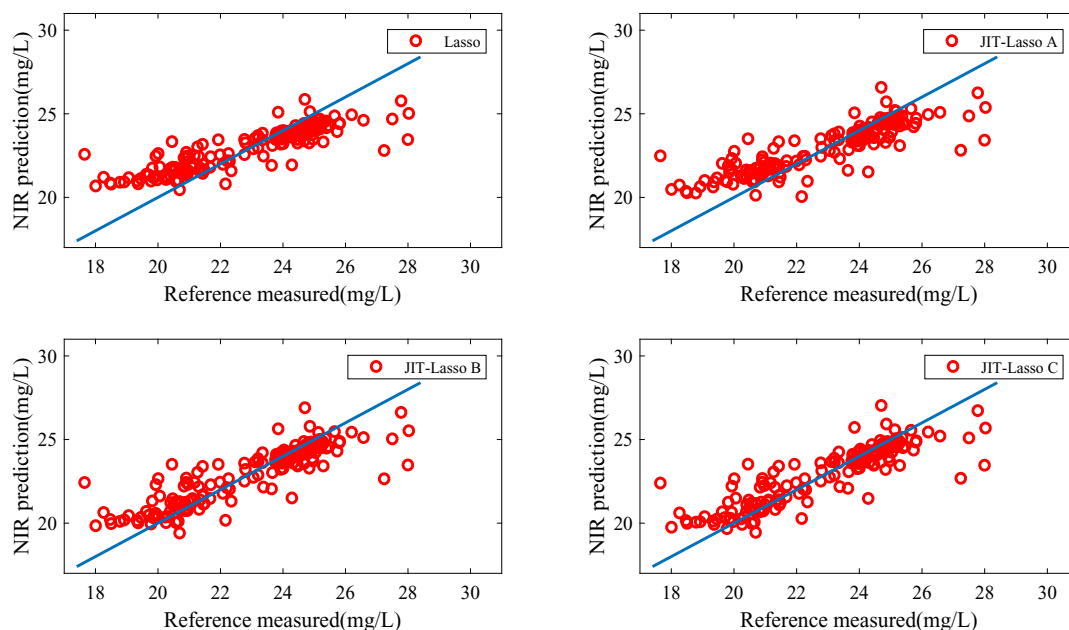 30
25
20
NIR prediction(mg/L)
Lasso
18 20 22 24 26 28 30
Reference measured(mg/L)
30
25
20
NIR prediction(mg/L)
JIT-Lasso A
18 20 22 24 26 28 30
Reference measured(mg/L)
30
25
20
NIR prediction(mg/L)
JIT-Lasso B
18 20 22 24 26 28 30
Reference measured(mg/L)
30
25
20
NIR prediction(mg/L)
JIT-Lasso C
18 20 22 24 26 28 30
Reference measured(mg/L)